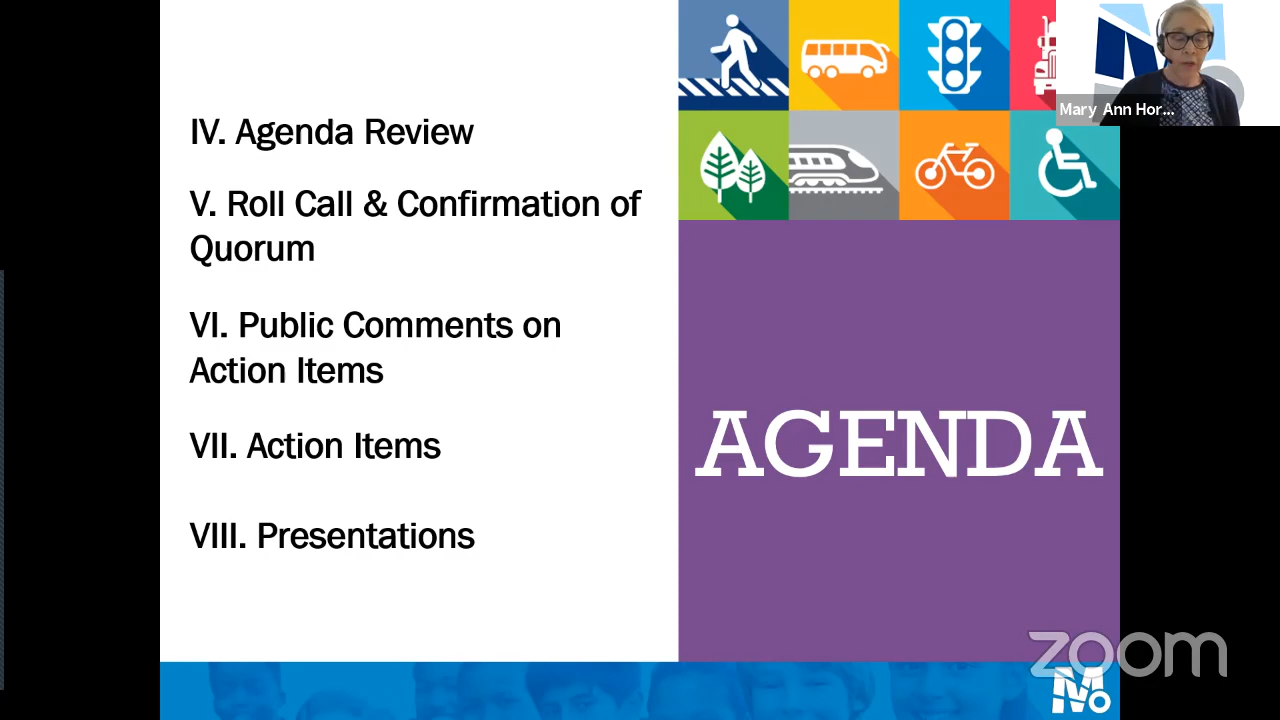 IV. Agenda Review
V. Roll Call & Confirmation of
Quorum
VI. Public Comments on
Action Items
VII. Action Items
VIII. Presentations
AGENDA
Mary Ann Hor...
zoom
Mo